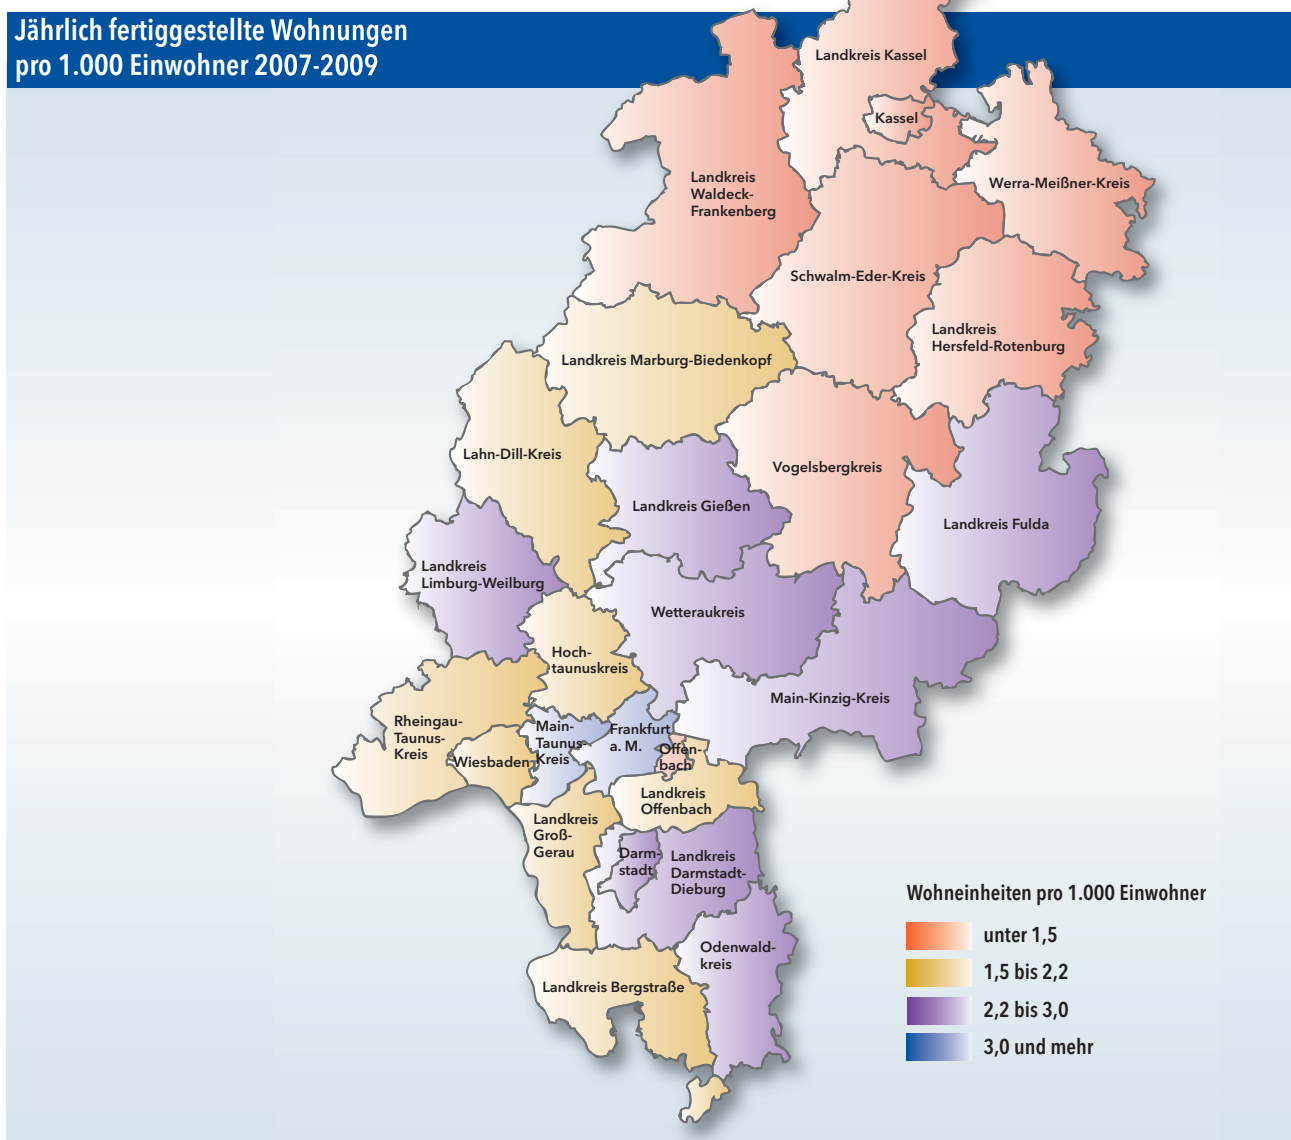 Jährlich fertiggestellte Wohnungen
pro 1.000 Einwohner 2007-2009
Landkreis Kassel
Kassel
Werra-Meißner-Kreis
Landkreis
Waldeck-
Frankenberg
Schwalm-Eder-Kreis
Landkreis
Hersfeld-Rotenburg
Landkreis Marburg-Biedenkopf
Lahn-Dill-Kreis
Vogelsbergkreis
Landkreis Gießen
Landkreis Fulda
Landkreis
Limburg-Weilburg
Wetteraukreis
Hoch-
taunuskreis
Main-Kinzig-Kreis
Rheingau-
Taunus-
Kreis
Wiesbaden
Main-
Taunus-
Kreis
Frankfurt
a. M.
Offen-
bach
Landkreis
Offenbach
Landkreis
Groß-
Gerau
Darm-
stadt
Landkreis
Darmstadt-
Dieburg
Odenwald-
kreis
Landkreis Bergstraße
Wohneinheiten pro 1.000 Einwohner
unter 1,5
1,5 bis 2,2
2,2 bis 3,0
3,0 und mehr